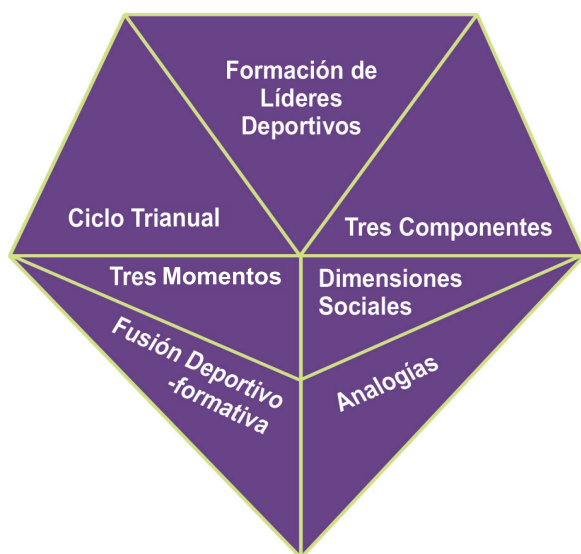 Formación de
Líderes
Deportivos
Ciclo Trianual
Tres Componentes
Tres Momentos
Dimensiones
Sociales
Fusión Deportivo
-formativa
Analogías